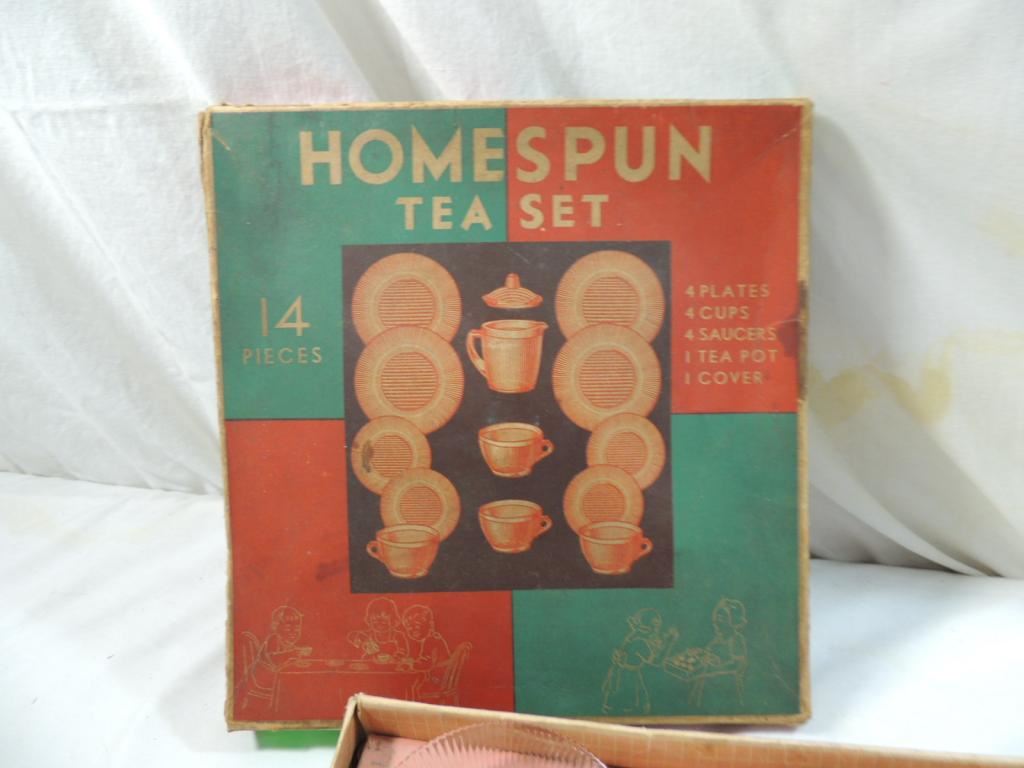 HOMESPUN
TEA SET
14
PIECES
4 PLATES
4 CUPS
4 SAUCERS
1 TEA POT
1 COVER